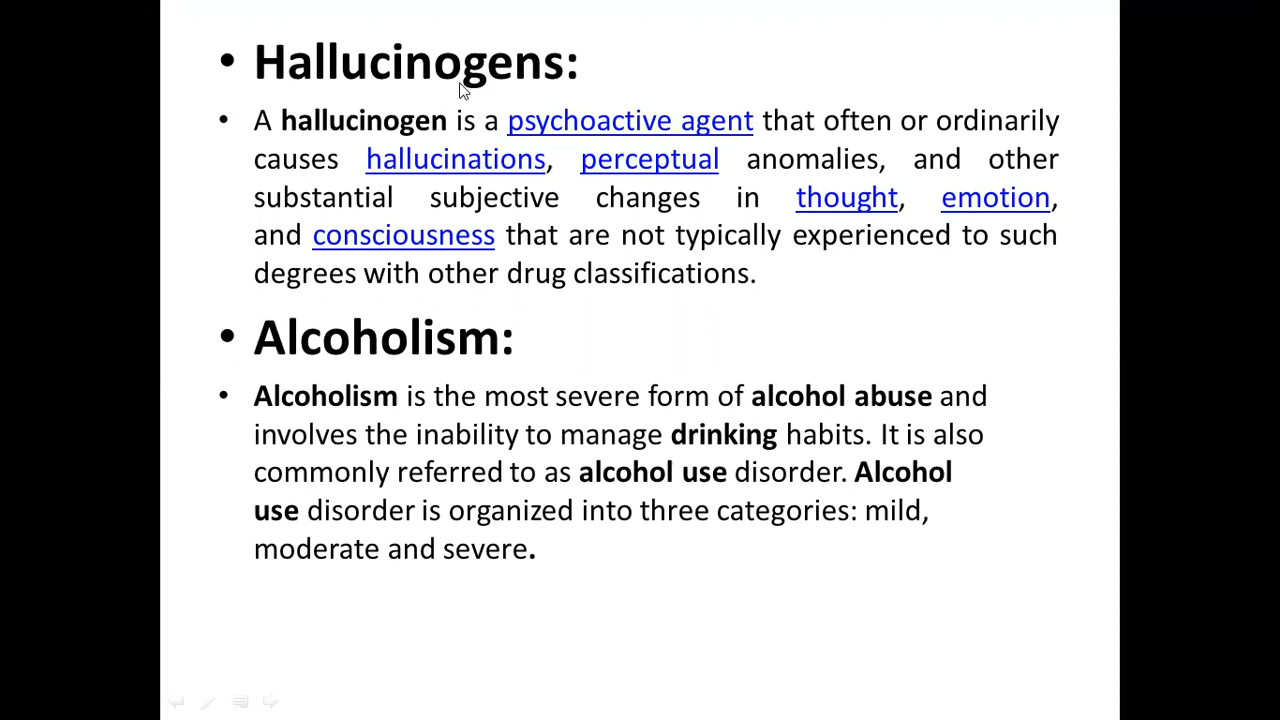 • Hallucinogens:
• A hallucinogen is a psychoactive agent that often or ordinarily
causes hallucinations, perceptual anomalies, and other
substantial subjective changes in thought, emotion,
and consciousness that are not typically experienced to such
degrees with other drug classifications.
• Alcoholism:
• Alcoholism is the most severe form of alcohol abuse and
involves the inability to manage drinking habits. It is also
commonly referred to as alcohol use disorder. Alcohol
use disorder is organized into three categories: mild,
moderate and severe.